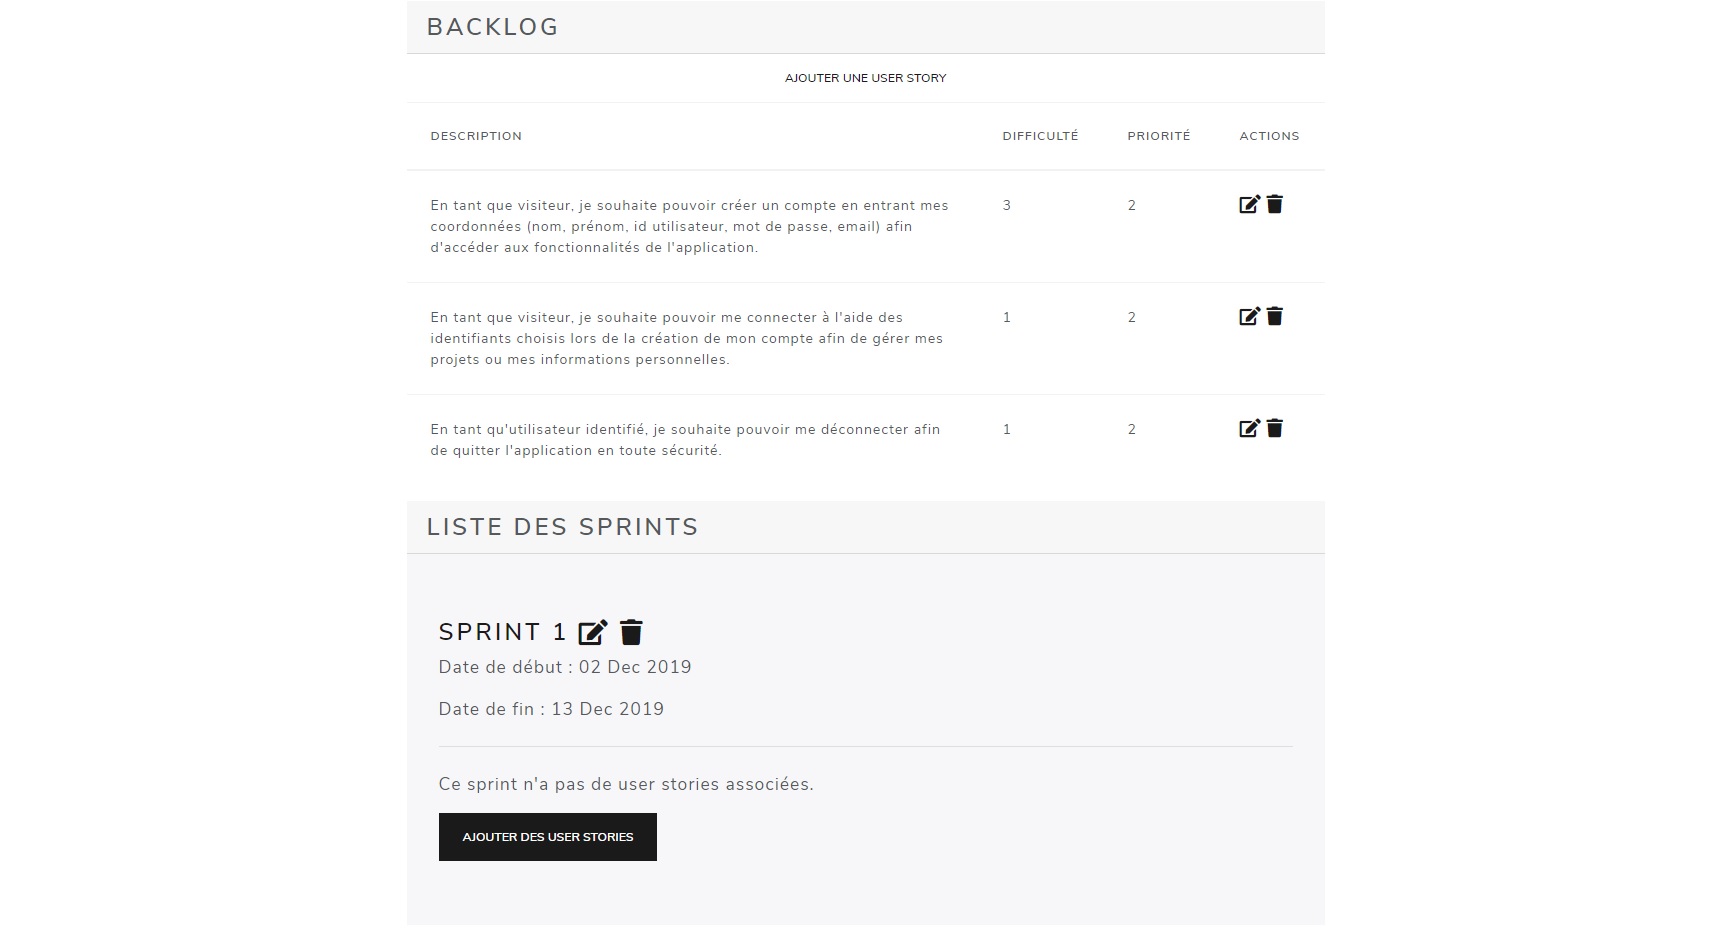 BACKLOG
AJOUTER UNE USER STORY
DESCRIPTION DIFFICULTÉ PRIORITÉ ACTIONS
En tant que visiteur, je souhaite pouvoir créer un compte en entrant mes 3 2
coordonnées (nom, prénom, id utilisateur, mot de passe, email) afin
d'accéder aux fonctionnalités de l'application.
En tant que visiteur, je souhaite pouvoir me connecter à l'aide des 1 2
identifiants choisis lors de la création de mon compte afin de gérer mes
projets ou mes informations personnelles.
En tant qu'utilisateur identifié, je souhaite pouvoir me déconnecter afin 1 2
de quitter l'application en toute sécurité.
LISTE DES SPRINTS
SPRINT 1
Date de début : 02 Dec 2019
Date de fin : 13 Dec 2019
Ce sprint n'a pas de user stories associées.
AJOUTER DES USER STORIES